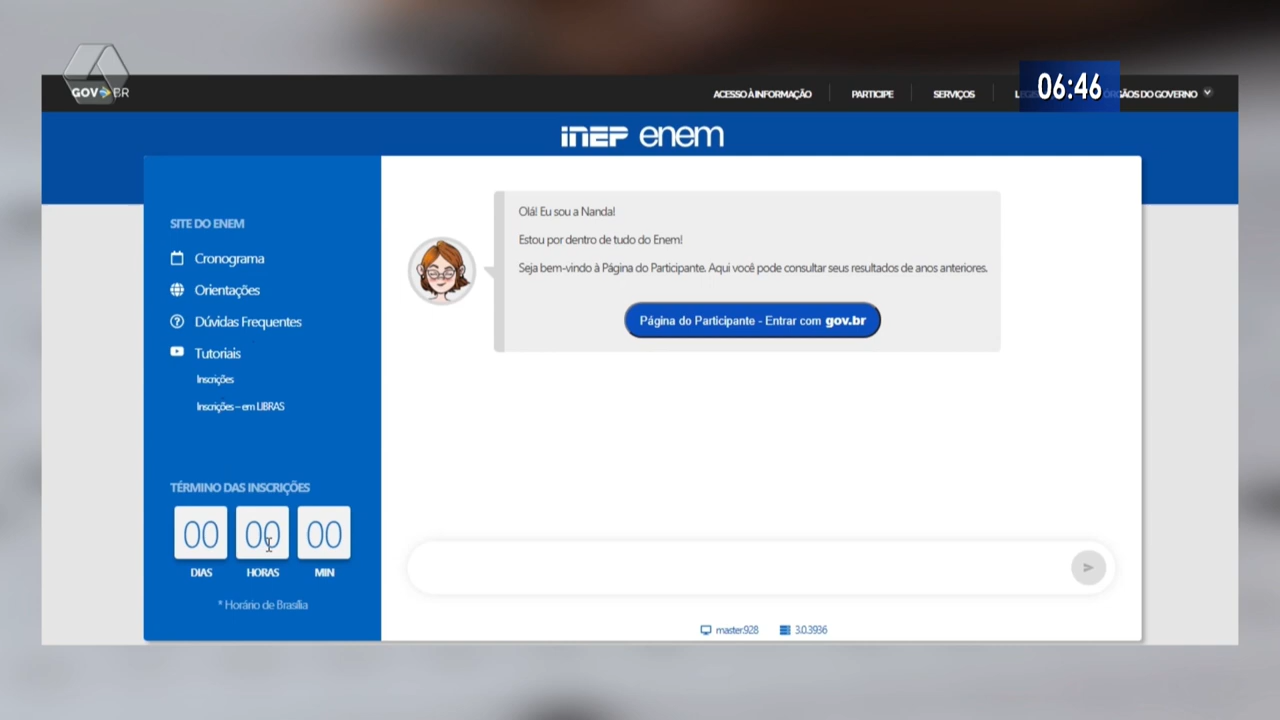 GOV BR
ACESSO À INFORMAÇÃO
PARTICIPE
SERVIÇOS
06:46
ÓRGÃOS DO GOVERNO
inep enem
SITE DO ENEM
Cronograma
Orientações
Dúvidas Frequentes
Tutoriais
Inscrições
Inscrições – em LIBRAS
TÉRMINO DAS INSCRIÇÕES
00 00 00
DIAS HORAS MIN
* Horário de Brasília
Olá! Eu sou a Nanda!
Estou por dentro de tudo do Enem!
Seja bem-vindo à Página do Participante. Aqui você pode consultar seus resultados de anos anteriores.
Página do Participante - Entrar com gov.br
master.928
3.0.3936